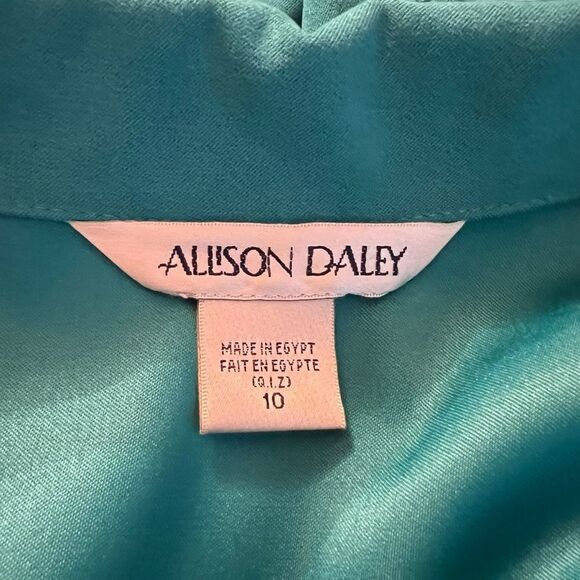 ALLISON DALEY
MADE IN EGYPT
FAIT EN EGYPTE
(Q.I.Z)
10